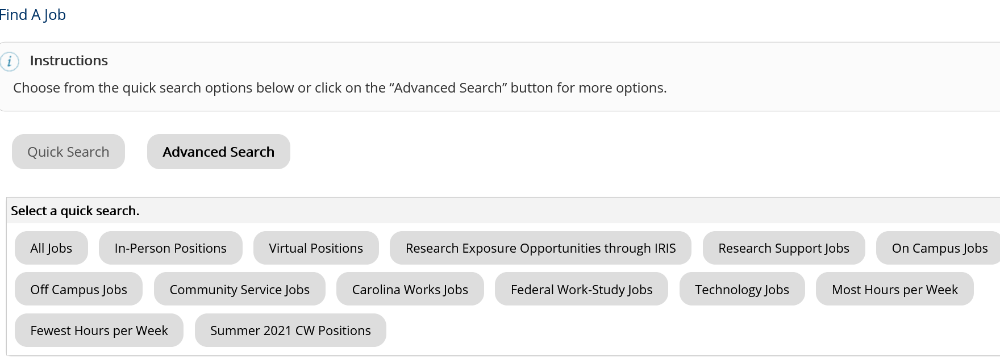 Find A Job
Instructions
Choose from the quick search options below or click on the “Advanced Search” button for more options.
Quick Search Advanced Search
Select a quick search.
All Jobs In-Person Positions Virtual Positions Research Exposure Opportunities through IRIS Research Support Jobs On Campus Jobs
Off Campus Jobs Community Service Jobs Carolina Works Jobs Federal Work-Study Jobs Technology Jobs Most Hours per Week
Fewest Hours per Week Summer 2021 CW Positions